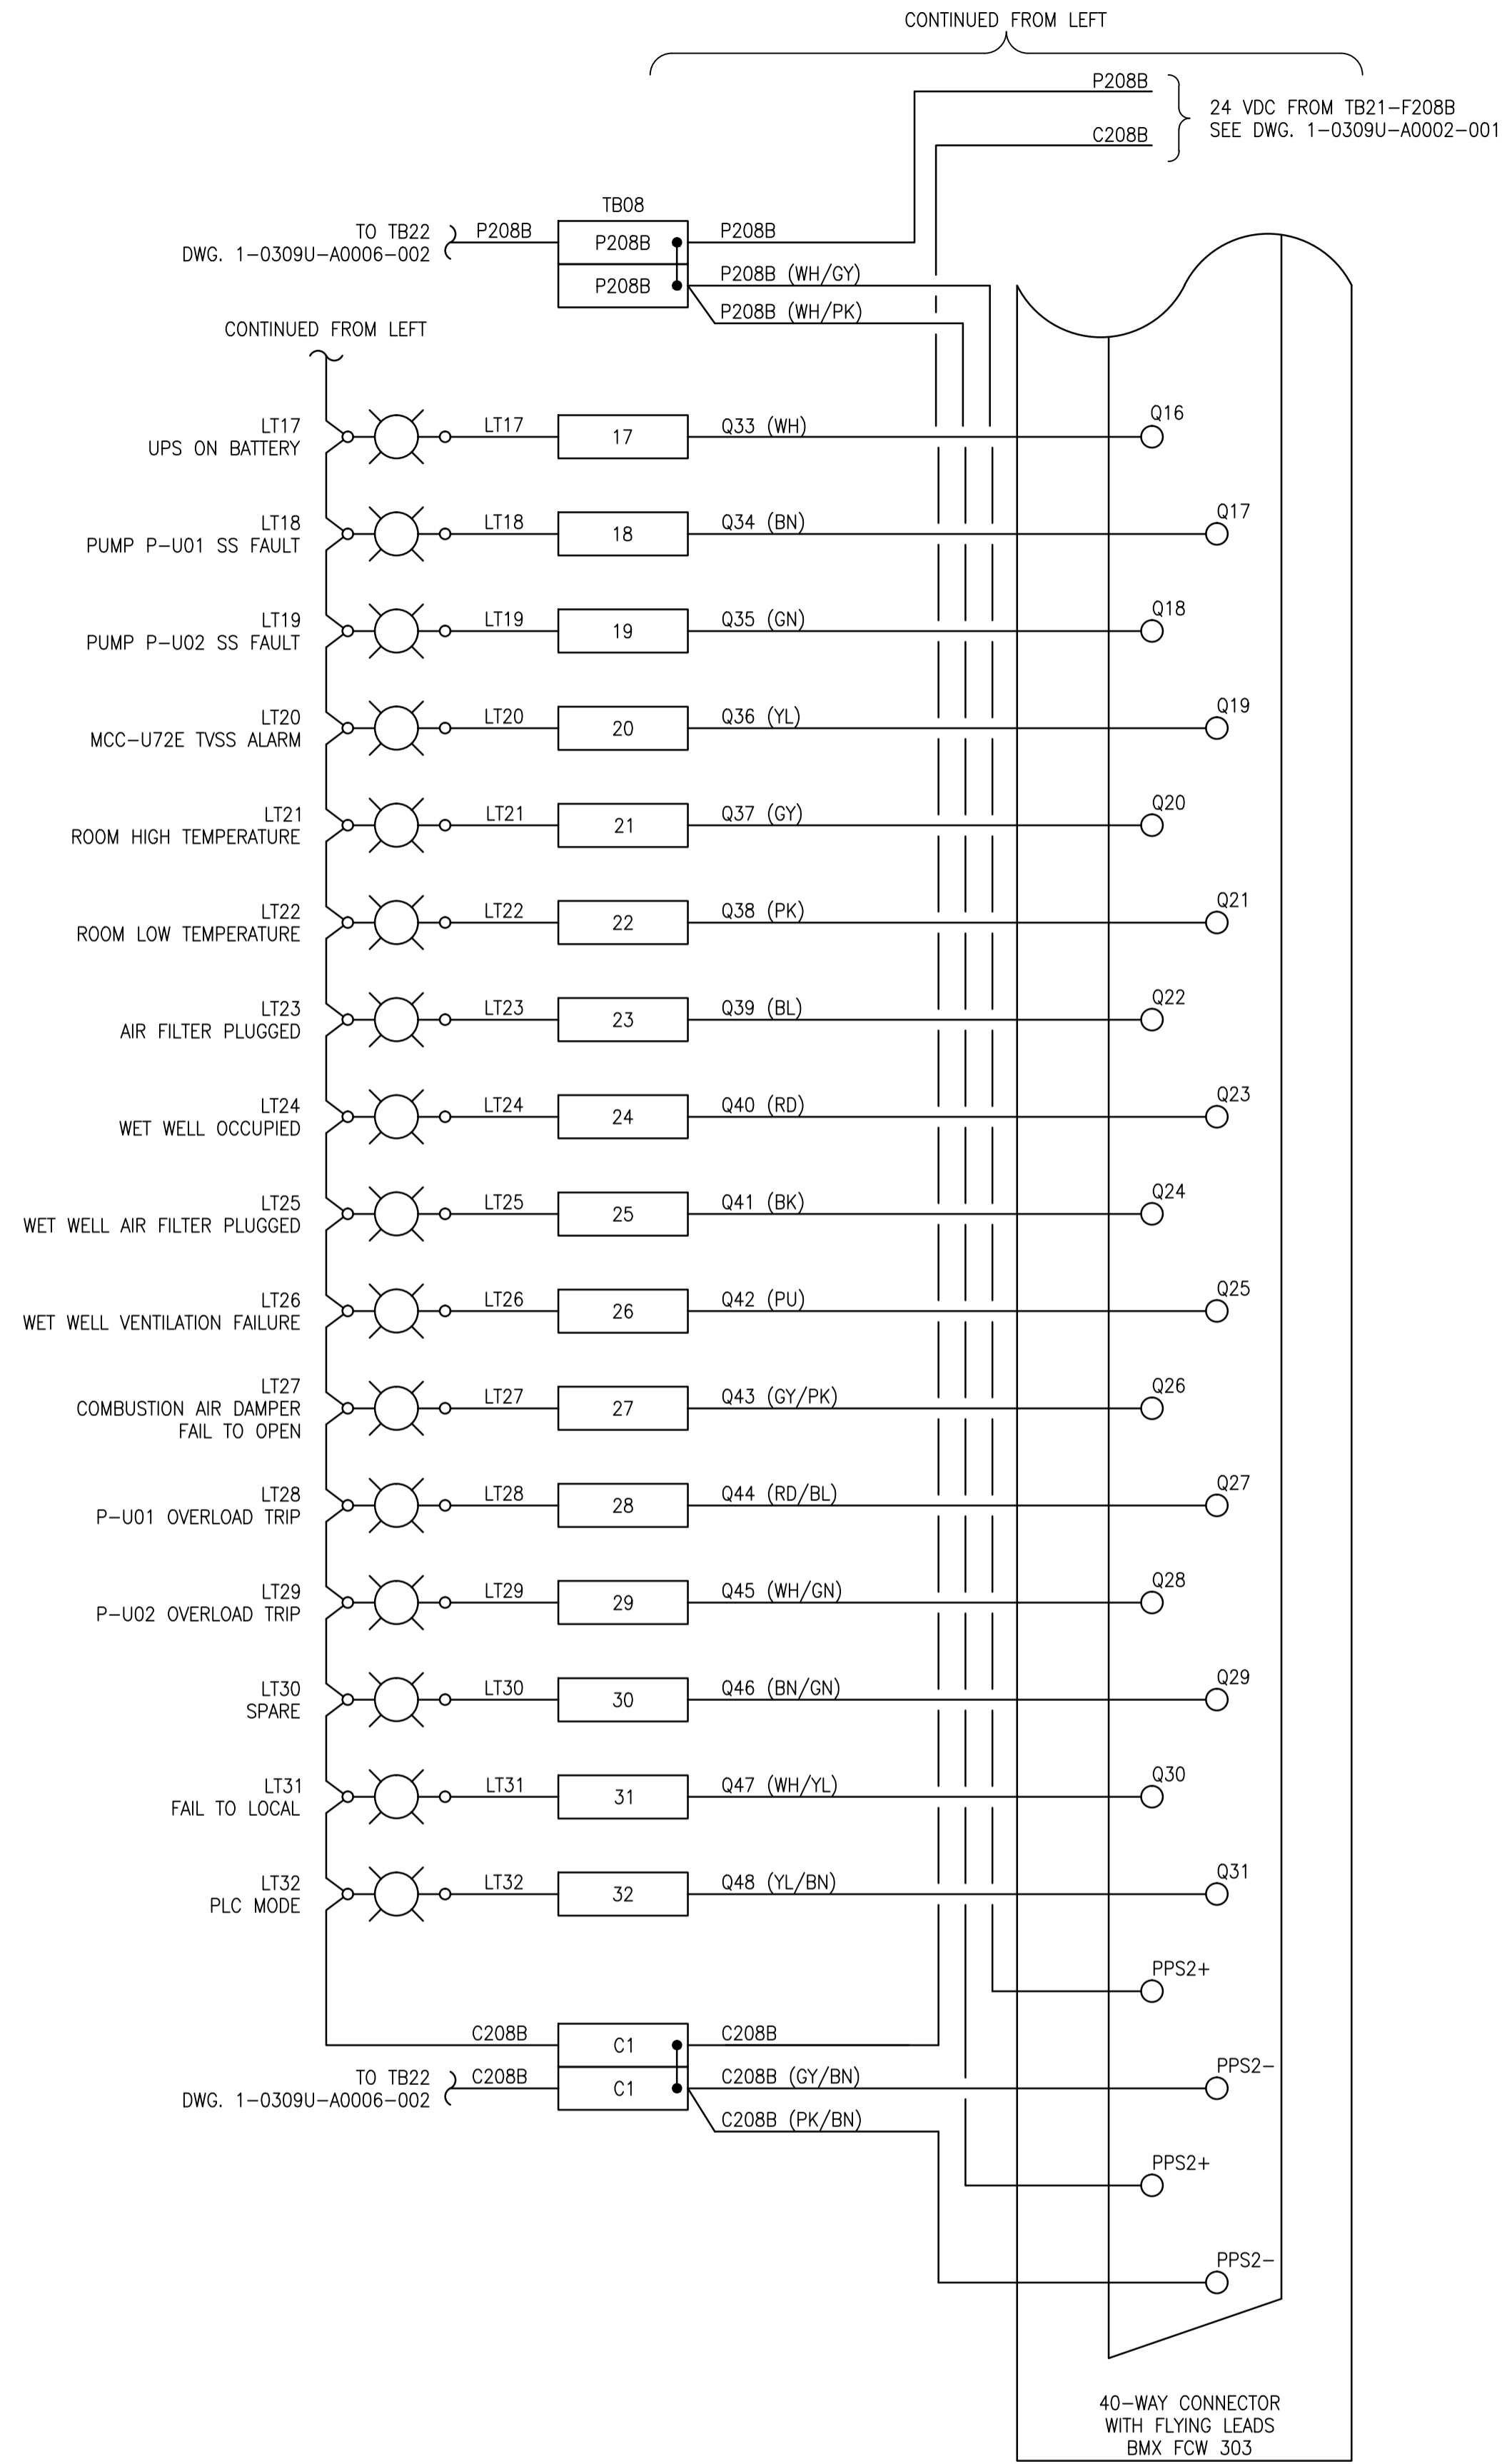 CONTINUED FROM LEFT
P208B
C208B
24 VDC FROM TB21-F208B
SEE DWG. 1-0309U-A0002-001
TB08
TO TB22
DWG. 1-0309U-A0006-002
P208B
P208B
P208B
P208B
P208B (WH/GY)
P208B (WH/PK)
CONTINUED FROM LEFT
LT17
UPS ON BATTERY
LT17
17
Q33 (WH)
Q16
LT18
PUMP P-U01 SS FAULT
LT18
18
Q34 (BN)
Q17
LT19
PUMP P-U02 SS FAULT
LT19
19
Q35 (GN)
Q18
LT20
MCC-U72E TVSS ALARM
LT20
20
Q36 (YL)
Q19
LT21
ROOM HIGH TEMPERATURE
LT21
21
Q37 (GY)
Q20
LT22
ROOM LOW TEMPERATURE
LT22
22
Q38 (PK)
Q21
LT23
AIR FILTER PLUGGED
LT23
23
Q39 (BL)
Q22
LT24
WET WELL OCCUPIED
LT24
24
Q40 (RD)
Q23
LT25
WET WELL AIR FILTER PLUGGED
LT25
25
Q41 (BK)
Q24
LT26
WET WELL VENTILATION FAILURE
LT26
26
Q42 (PU)
Q25
LT27
COMBUSTION AIR DAMPER
FAIL TO OPEN
LT27
27
Q43 (GY/PK)
Q26
LT28
P-U01 OVERLOAD TRIP
LT28
28
Q44 (RD/BL)
Q27
LT29
P-U02 OVERLOAD TRIP
LT29
29
Q45 (WH/GN)
Q28
LT30
SPARE
LT30
30
Q46 (BN/GN)
Q29
LT31
FAIL TO LOCAL
LT31
31
Q47 (WH/YL)
Q30
LT32
PLC MODE
LT32
32
Q48 (YL/BN)
Q31
PPS2+
C208B
C1
C208B
TO TB22
DWG. 1-0309U-A0006-002
C208B
C1
C208B (GY/BN)
PPS2-
C208B (PK/BN)
PPS2+
PPS2-
40-WAY CONNECTOR
WITH FLYING LEADS
BMX FCW 303